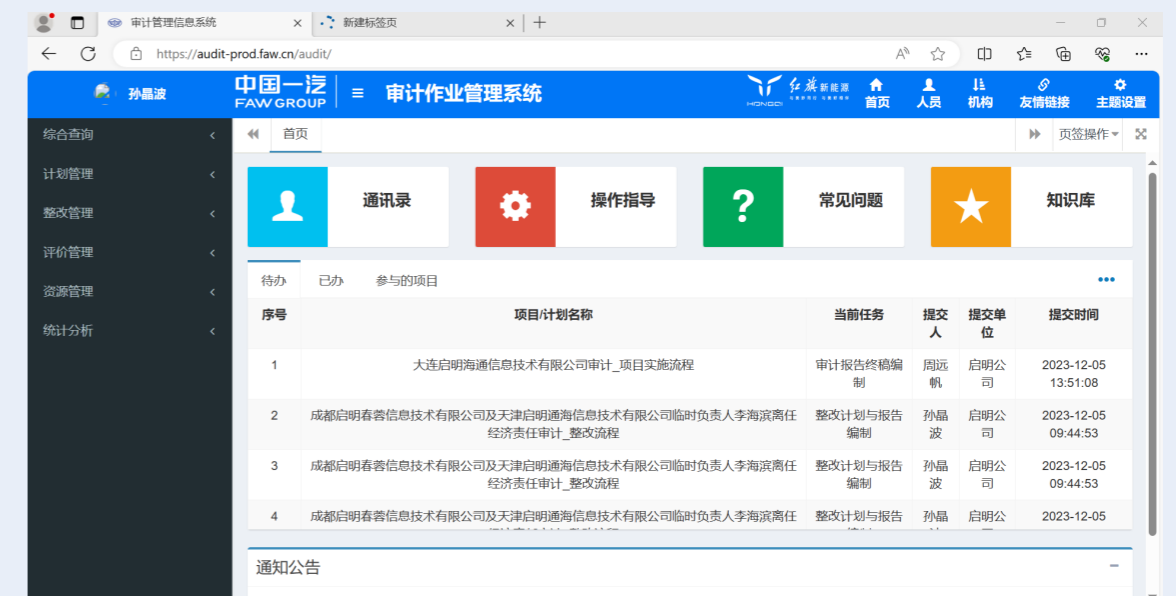 审计管理信息系统
新建标签页
https://audit-prod.faw.cn/audit/
孙晶波
中国一汽
FAW GROUP
审计作业管理系统
HONGQI
红旗新能源
首页
人员
机构
友情链接
主题设置
综合查询
计划管理
整改管理
评价管理
资源管理
统计分析
首页
页签操作
通讯录
操作指导
常见问题
知识库
待办 已办 参与的项目
序号 项目/计划名称 当前任务 提交人 提交单位 提交时间
1 大连启明海通信息技术有限公司审计_项目实施流程 审计报告终稿编制 周远帆 启明公司 2023-12-05 13:51:08
2 成都启明春蓉信息技术有限公司及天津启明通海信息技术有限公司临时负责人李海滨离任经济责任审计_整改流程 整改计划与报告编制 孙晶波 启明公司 2023-12-05 09:44:53
3 成都启明春蓉信息技术有限公司及天津启明通海信息技术有限公司临时负责人李海滨离任经济责任审计_整改流程 整改计划与报告编制 孙晶波 启明公司 2023-12-05 09:44:53
4 成都启明春蓉信息技术有限公司及天津启明通海信息技术有限公司临时负责人李海滨离任 整改计划与报告 孙晶 启明公 2023-12-05
通知公告